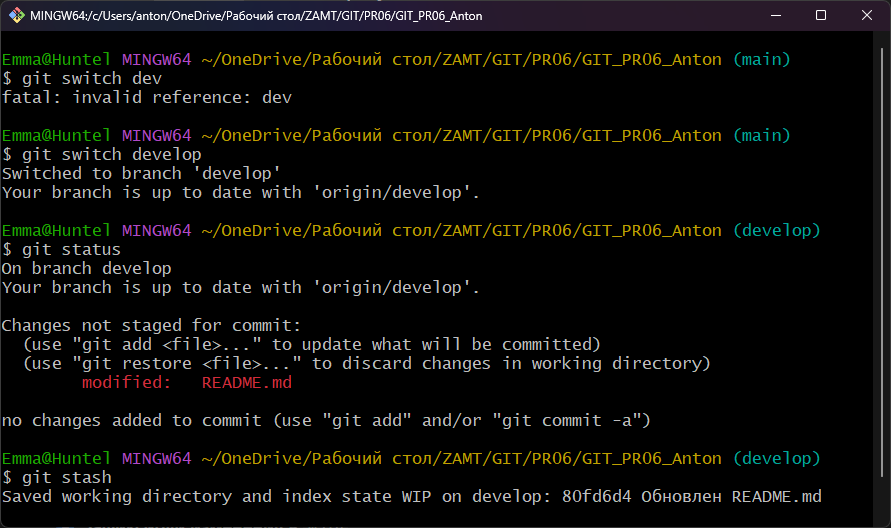 MINGW64:/c/Users/anton/OneDrive/Рабочий стол/ZAMT/GIT/PR06/GIT_PR06_Anton
Emma@Huntel MINGW64 ~/OneDrive/Рабочий стол/ZAMT/GIT/PR06/GIT_PR06_Anton (main)
$ git switch dev
fatal: invalid reference: dev
Emma@Huntel MINGW64 ~/OneDrive/Рабочий стол/ZAMT/GIT/PR06/GIT_PR06_Anton (main)
$ git switch develop
Switched to branch 'develop'
Your branch is up to date with 'origin/develop'.
Emma@Huntel MINGW64 ~/OneDrive/Рабочий стол/ZAMT/GIT/PR06/GIT_PR06_Anton (develop)
$ git status
On branch develop
Your branch is up to date with 'origin/develop'.
Changes not staged for commit:
  (use "git add <file>..." to update what will be committed)
  (use "git restore <file>..." to discard changes in working directory)
        modified:   README.md
no changes added to commit (use "git add" and/or "git commit -a")
Emma@Huntel MINGW64 ~/OneDrive/Рабочий стол/ZAMT/GIT/PR06/GIT_PR06_Anton (develop)
$ git stash
Saved working directory and index state WIP on develop: 80fd6d4 Обновлен README.md